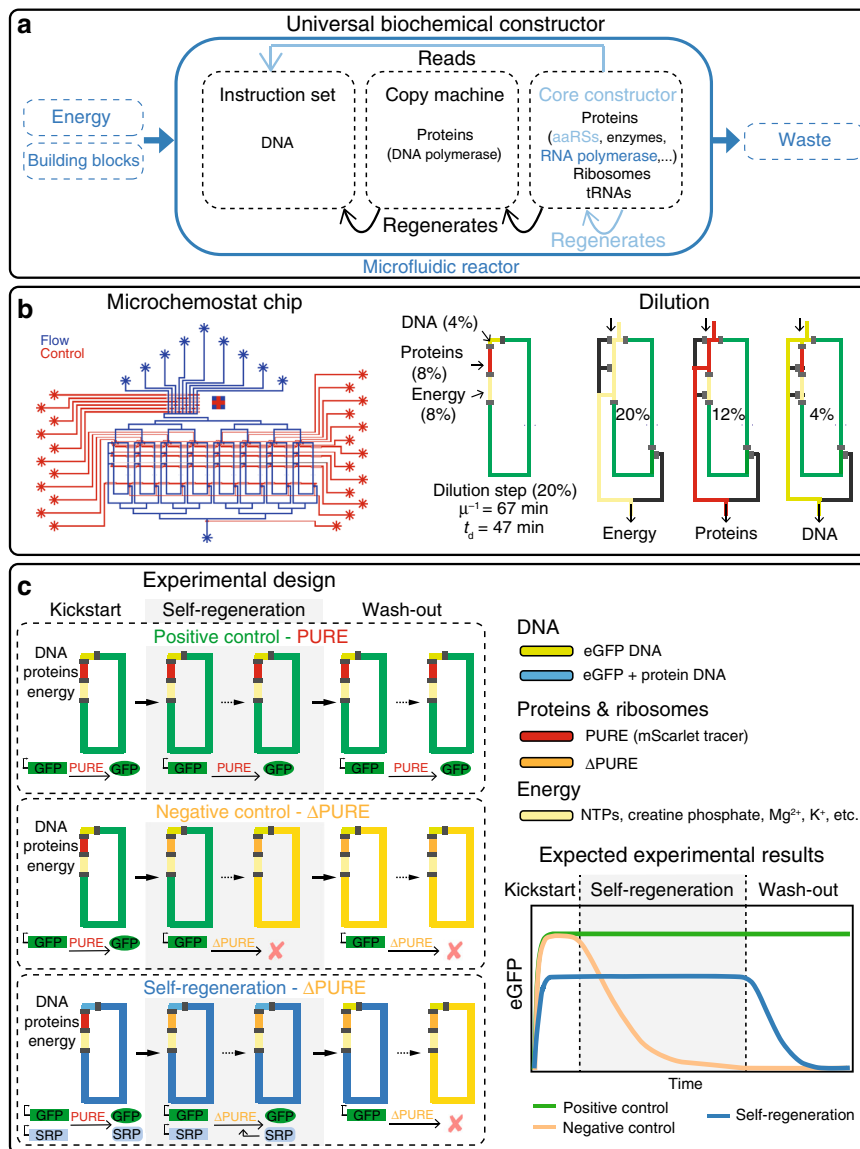 a
Universal biochemical constructor
Reads
Energy
Building blocks
Instruction set
DNA
Copy machine
Proteins
(DNA polymerase)
Core constructor
Proteins
(aaRSs, enzymes,
RNA polymerase,...)
Ribosomes
tRNAs
Waste
Regenerates
Regenerates
Microfluidic reactor
b
Microchemostat chip
Flow
Control
Dilution
DNA (4%)
Proteins
(8%)
Energy
(8%)
Dilution step (20%)
μ⁻¹ = 67 min
t_d = 47 min
20%
12%
4%
Energy
Proteins
DNA
c
Experimental design
Kickstart
Self-regeneration
Wash-out
Positive control - PURE
DNA
proteins
energy
GFP PURE GFP
GFP PURE GFP
GFP PURE GFP
Negative control - ΔPURE
DNA
proteins
energy
GFP PURE GFP
GFP ΔPURE
GFP ΔPURE
Self-regeneration - ΔPURE
DNA
proteins
energy
GFP PURE GFP
SRP SRP
GFP ΔPURE GFP
SRP SRP
GFP ΔPURE
DNA
eGFP DNA
eGFP + protein DNA
Proteins & ribosomes
PURE (mScarlet tracer)
ΔPURE
Energy
NTPs, creatine phosphate, Mg²⁺, K⁺, etc.
Expected experimental results
Kickstart
Self-regeneration
Wash-out
eGFP
Time
Positive control
Negative control
Self-regeneration